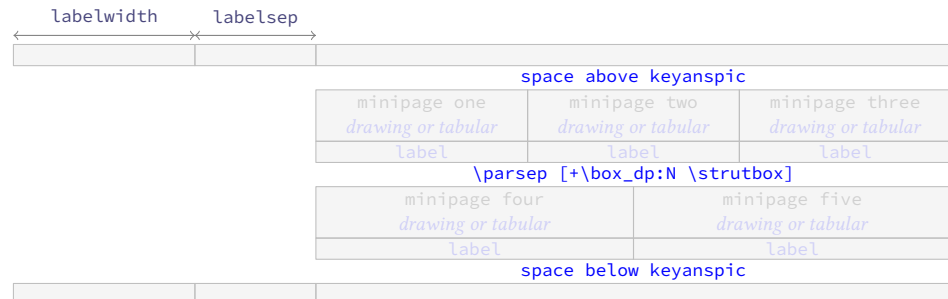 labelwidth labelsep
space above keyanspic
minipage one minipage two minipage three
drawing or tabular drawing or tabular drawing or tabular
label label label
\parsep [+\box_dp:N \strutbox]
minipage four minipage five
drawing or tabular drawing or tabular
label label
space below keyanspic